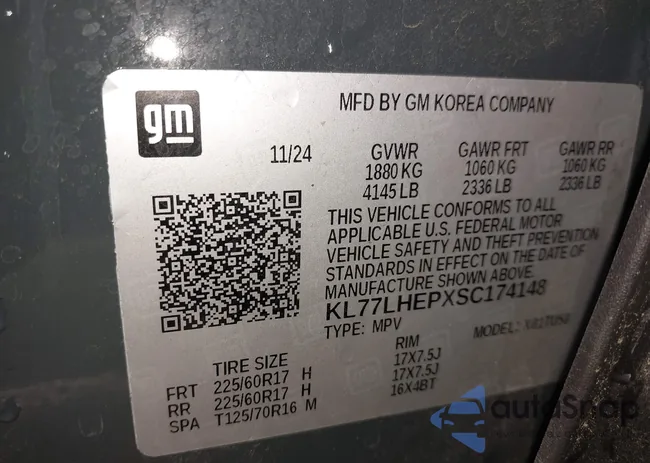 gm
MFD BY GM KOREA COMPANY
11/24 GVWR GAWR FRT GAWR RR
1880 KG 1060 KG 1060 KG
4145 LB 2336 LB 2336 LB
THIS VEHICLE CONFORMS TO ALL
APPLICABLE U.S. FEDERAL MOTOR
VEHICLE SAFETY AND THEFT PREVENTION
STANDARDS IN EFFECT ON THE DATE OF
MANUFACTURE SHOWN ABOVE.
KL77LHEPXSC174148
TYPE: MPV MODEL:
TIRE SIZE RIM
FRT 225/60R17 H 17X7.5J
RR 225/60R17 H 17X7.5J
SPA T125/70R16 M 16X4BT
autoSnap